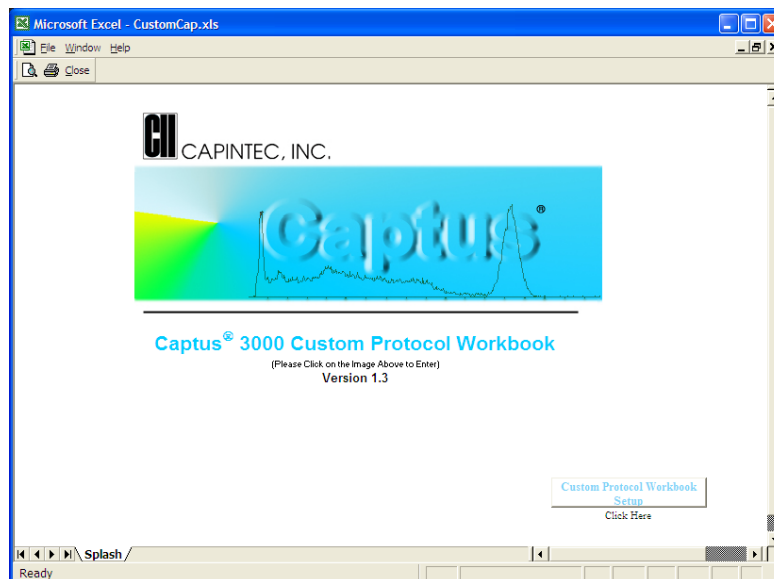 Microsoft Excel - CustomCap.xls
File Window Help
Close
CII CAPINTEC, INC.
Captus®
Captus® 3000 Custom Protocol Workbook
(Please Click on the Image Above to Enter)
Version 1.3
Custom Protocol Workbook
Setup
Click Here
Splash
Ready